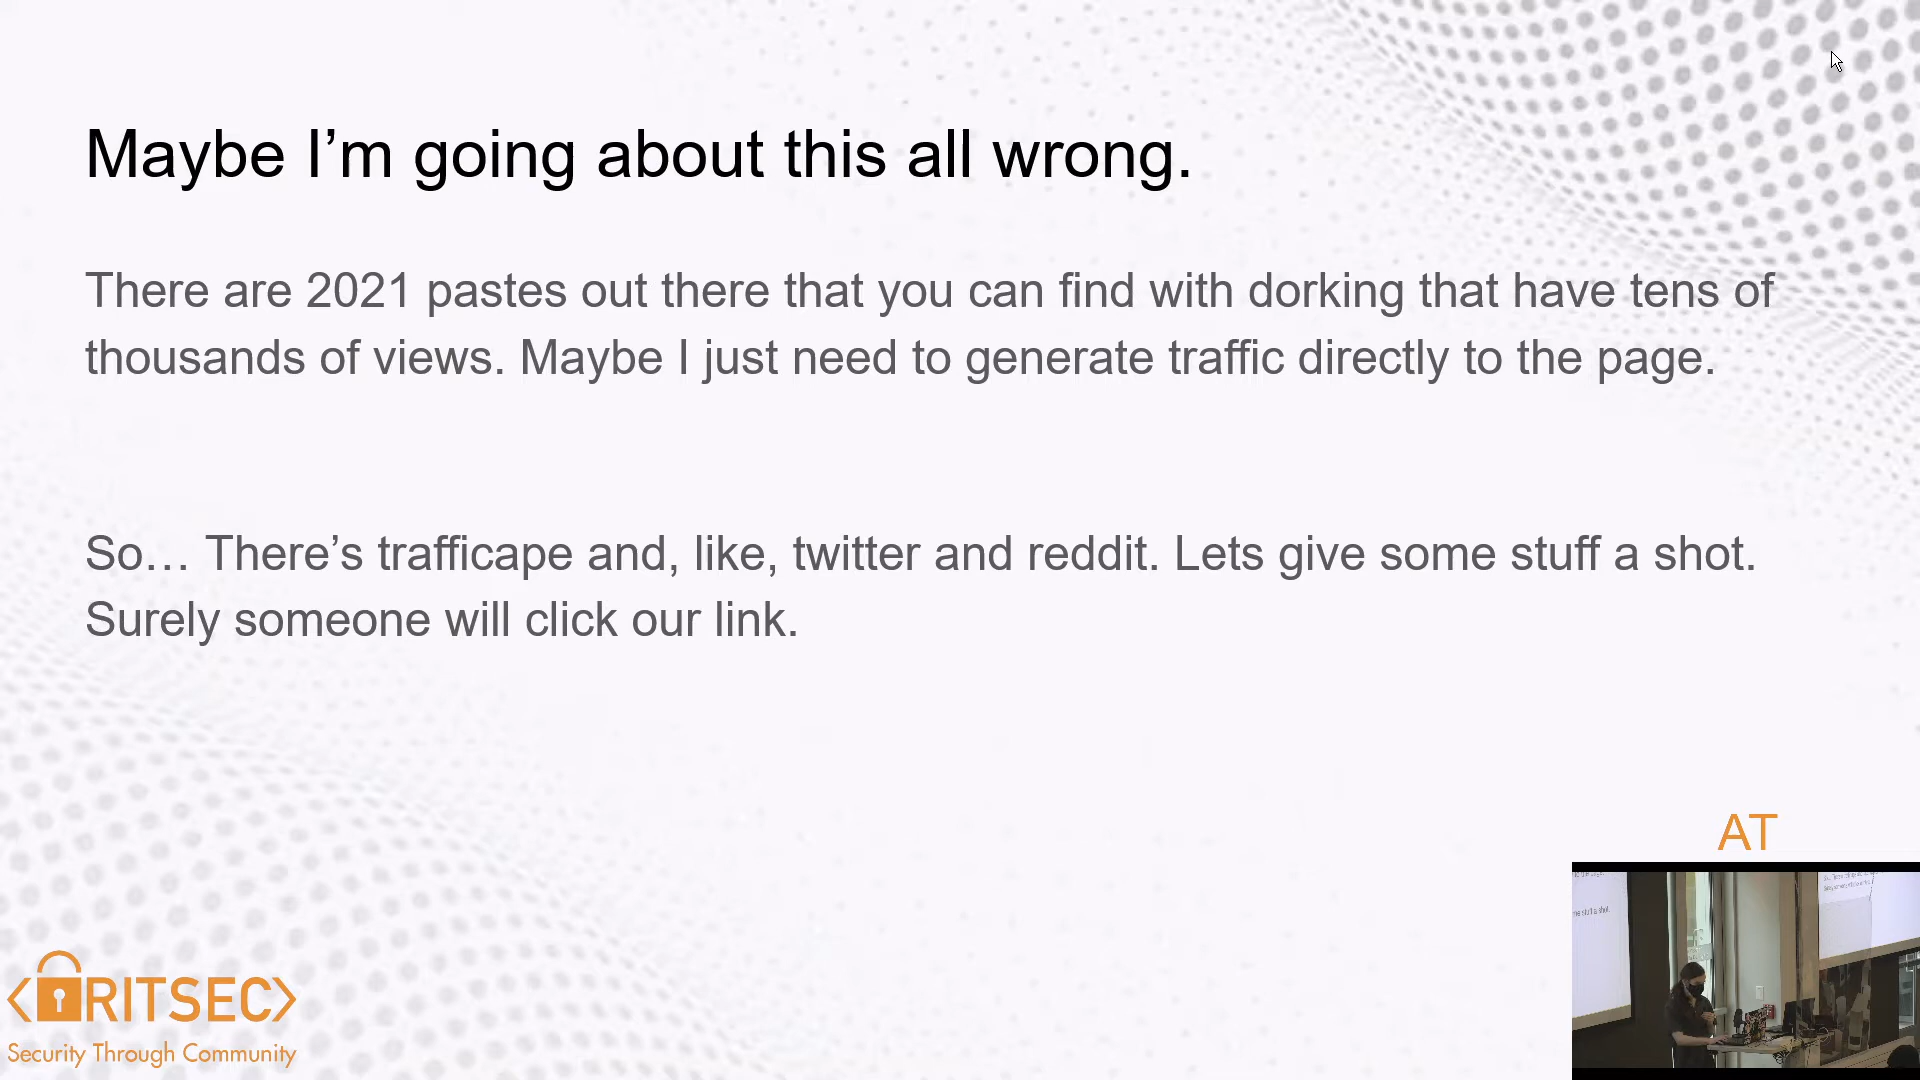 Maybe I’m going about this all wrong.
There are 2021 pastes out there that you can find with dorking that have tens of
thousands of views. Maybe I just need to generate traffic directly to the page.
So… There’s trafficape and, like, twitter and reddit. Lets give some stuff a shot.
Surely someone will click our link.
AT
<RITSEC>
Security Through Community
me stuff a shot.